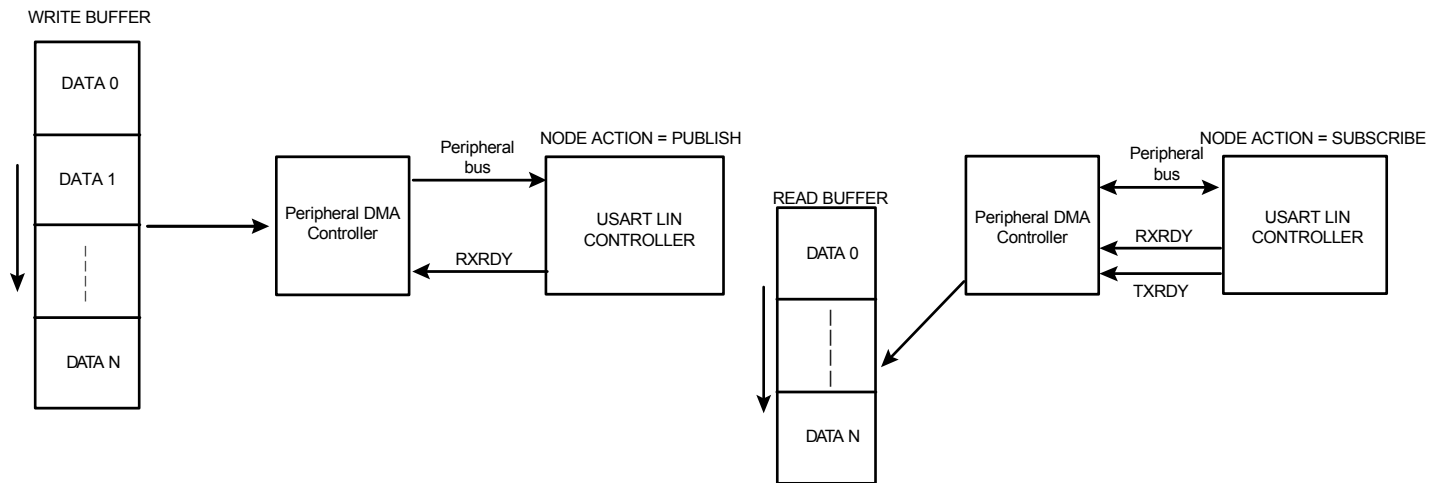 WRITE BUFFER
DATA 0
DATA 1
DATA N
Peripheral DMA
Controller
Peripheral
bus
RXRDY
NODE ACTION = PUBLISH
USART LIN
CONTROLLER
READ BUFFER
DATA 0
DATA N
Peripheral DMA
Controller
Peripheral
bus
RXRDY
TXRDY
NODE ACTION = SUBSCRIBE
USART LIN
CONTROLLER